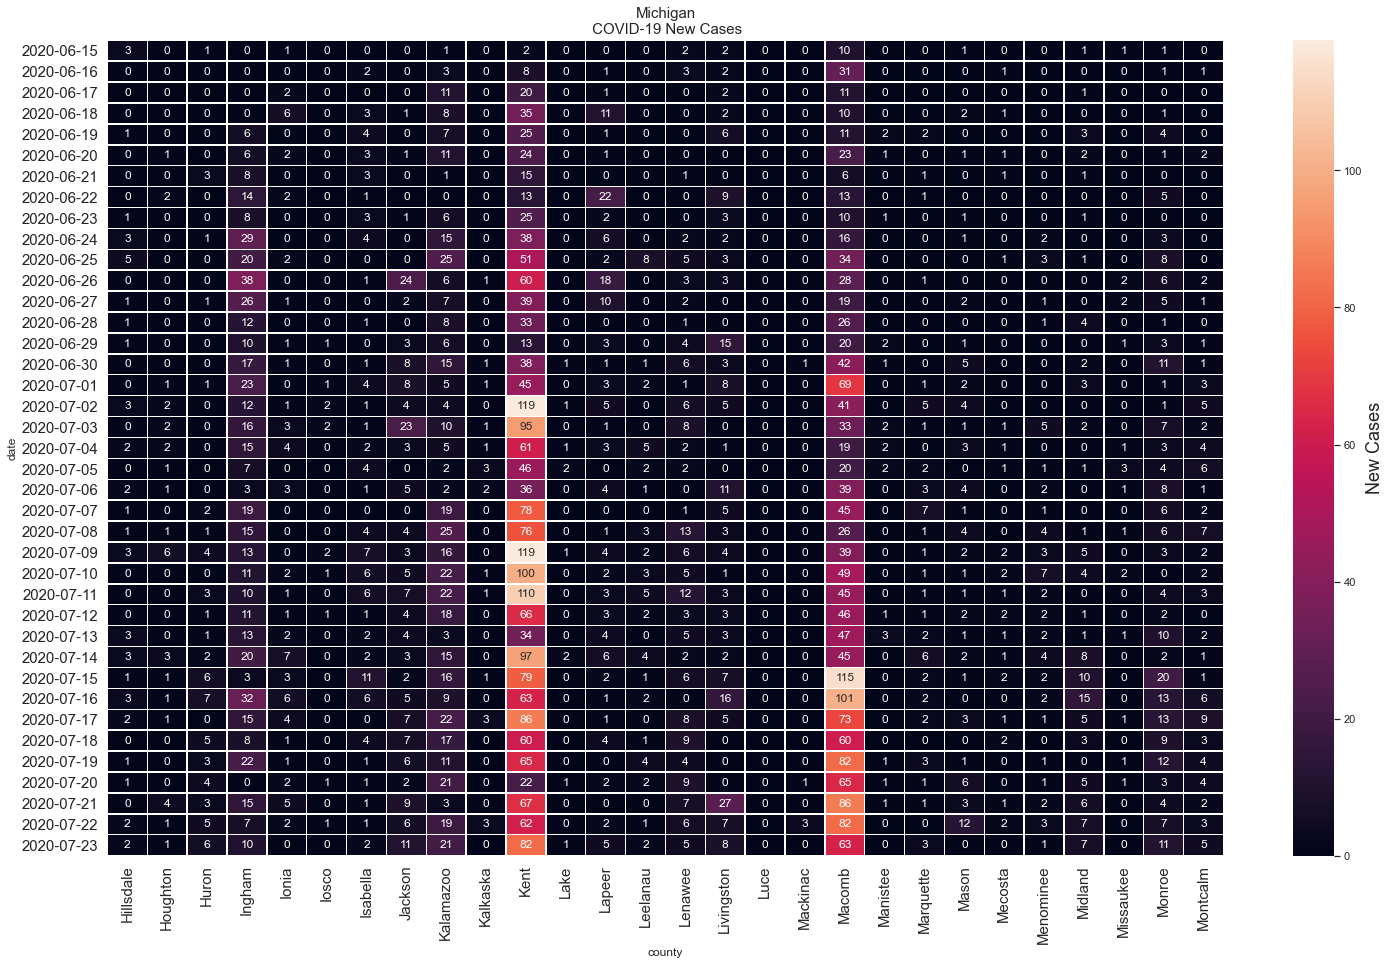 Michigan
COVID-19 New Cases
2020-06-15 3 0 1 0 1 0 0 0 1 0 2 0 0 0 2 2 0 0 10 0 0 1 0 0 1 1 1 0
2020-06-16 0 0 0 0 0 0 2 0 3 0 8 0 1 0 3 2 0 0 31 0 0 0 1 0 0 0 1 1
2020-06-17 0 0 0 0 2 0 0 0 11 0 20 0 1 0 0 2 0 0 11 0 0 0 0 0 1 0 0 0
2020-06-18 0 0 0 0 6 0 3 1 8 0 35 0 11 0 0 2 0 0 10 0 0 2 1 0 0 0 1 0
2020-06-19 1 0 0 6 0 0 4 0 7 0 25 0 1 0 0 6 0 0 11 2 2 0 0 0 3 0 4 0
2020-06-20 0 1 0 6 2 0 3 1 11 0 24 0 1 0 0 0 0 0 23 1 0 1 1 0 2 0 1 2
2020-06-21 0 0 3 8 0 0 3 0 1 0 15 0 0 0 1 0 0 0 6 0 1 0 1 0 1 0 0 0
2020-06-22 0 2 0 14 2 0 1 0 0 0 13 0 22 0 0 9 0 0 13 0 1 0 0 0 0 0 5 0
2020-06-23 1 0 0 8 0 0 3 1 6 0 25 0 2 0 0 3 0 0 10 1 0 1 0 0 1 0 0 0
2020-06-24 3 0 1 29 0 0 4 0 15 0 38 0 6 0 2 2 0 0 16 0 0 1 0 2 0 0 3 0
2020-06-25 5 0 0 20 2 0 0 0 25 0 51 0 2 8 5 3 0 0 34 0 0 0 1 3 1 0 8 0
2020-06-26 0 0 0 38 0 0 1 24 6 1 60 0 18 0 3 3 0 0 28 0 1 0 0 0 0 2 6 2
2020-06-27 1 0 1 26 1 0 0 2 7 0 39 0 10 0 2 0 0 0 19 0 0 2 0 1 0 2 5 1
2020-06-28 1 0 0 12 0 0 1 0 8 0 33 0 0 0 1 0 0 0 26 0 0 0 0 1 4 0 1 0
2020-06-29 1 0 0 10 1 1 0 3 6 0 13 0 3 0 4 15 0 0 20 2 0 1 0 0 0 1 3 1
2020-06-30 0 0 0 17 1 0 1 8 15 1 38 1 1 1 6 3 0 1 42 1 0 5 0 0 2 0 11 1
2020-07-01 0 1 1 23 0 1 4 8 5 1 45 0 3 2 1 8 0 0 69 0 1 2 0 0 3 0 1 3
2020-07-02 3 2 0 12 1 2 1 4 4 0 119 1 5 0 6 5 0 0 41 0 5 4 0 0 0 0 1 5
2020-07-03 0 2 0 16 3 2 1 23 10 1 95 0 1 0 8 0 0 0 33 2 1 1 1 5 2 0 7 2
2020-07-04 2 2 0 15 4 0 2 3 5 1 61 1 3 5 2 1 0 0 19 2 0 3 1 0 0 1 3 4
2020-07-05 0 1 0 7 0 0 4 0 2 3 46 2 0 2 2 0 0 0 20 2 2 0 1 1 1 3 4 6
2020-07-06 2 1 0 3 3 0 1 5 2 2 36 0 4 1 0 11 0 0 39 0 3 4 0 2 0 1 8 1
2020-07-07 1 0 2 19 0 0 0 0 19 0 78 0 0 0 1 5 0 0 45 0 7 1 0 1 0 0 6 2
2020-07-08 1 1 1 15 0 0 4 4 25 0 76 0 1 3 13 3 0 0 26 0 1 4 0 4 1 1 6 7
2020-07-09 3 6 4 13 0 2 7 3 16 0 119 1 4 2 6 4 0 0 39 0 1 2 2 3 5 0 3 2
2020-07-10 0 0 0 11 2 1 6 5 22 1 100 0 2 3 5 1 0 0 49 0 1 1 2 7 4 2 0 2
2020-07-11 0 0 3 10 1 0 6 7 22 1 110 0 3 5 12 3 0 0 45 0 1 1 1 2 0 0 4 3
2020-07-12 0 0 1 11 1 1 1 4 18 0 66 0 3 2 3 3 0 0 46 1 1 2 2 2 1 0 2 0
2020-07-13 3 0 1 13 2 0 2 4 3 0 34 0 4 0 5 3 0 0 47 3 2 1 1 2 1 1 10 2
2020-07-14 3 3 2 20 7 0 2 3 15 0 97 2 6 4 2 2 0 0 45 0 6 2 1 4 8 0 2 1
2020-07-15 1 1 6 3 3 0 11 2 16 1 79 0 2 1 6 7 0 0 115 0 2 1 2 2 10 0 20 1
2020-07-16 3 1 7 32 6 0 6 5 9 0 63 0 1 2 0 16 0 0 101 0 2 0 0 2 15 0 13 6
2020-07-17 2 1 0 15 4 0 0 7 22 3 86 0 1 0 8 5 0 0 73 0 2 3 1 1 5 1 13 9
2020-07-18 0 0 5 8 1 0 4 7 17 0 60 0 4 1 9 0 0 0 60 0 0 0 2 0 3 0 9 3
2020-07-19 1 0 3 22 1 0 1 6 11 0 65 0 0 4 4 0 0 0 82 1 3 1 0 1 0 1 12 4
2020-07-20 1 0 4 0 2 1 1 2 21 0 22 1 2 2 9 0 0 1 65 1 1 6 0 1 5 1 3 4
2020-07-21 0 4 3 15 5 0 1 9 3 0 67 0 0 0 7 27 0 0 86 1 1 3 1 2 6 0 4 2
2020-07-22 2 1 5 7 2 1 1 6 19 3 62 0 2 1 6 7 0 3 82 0 0 12 2 3 7 0 7 3
2020-07-23 2 1 6 10 0 0 2 11 21 0 82 1 5 2 5 8 0 0 63 0 3 0 0 1 7 0 11 5
date
Hillsdale Houghton Huron Ingham Ionia Iosco Isabella Jackson Kalamazoo Kalkaska Kent Lake Lapeer Leelanau Lenawee Livingston Luce Mackinac Macomb Manistee Marquette Mason Mecosta Menominee Midland Missaukee Monroe Montcalm
county
100
80
60
40
20
0
New Cases